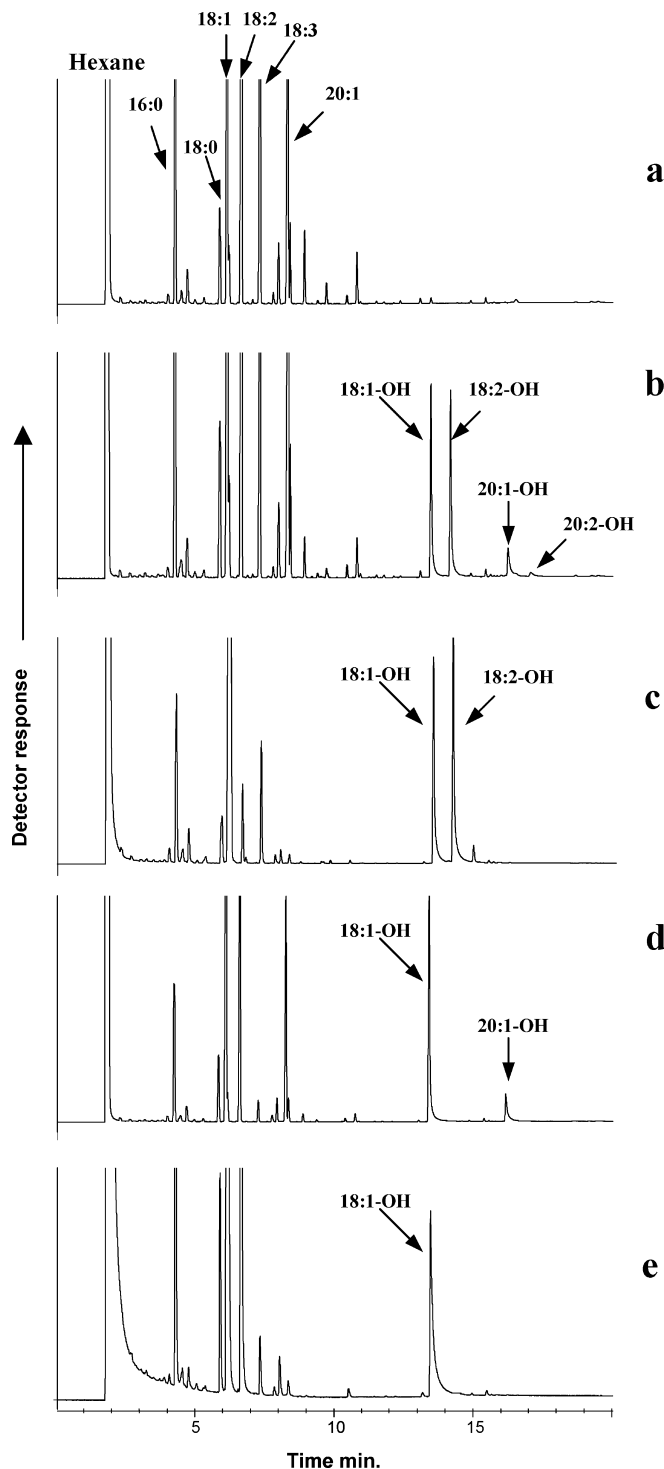 18:1
18:2
18:3
Hexane
16:0
18:0
20:1
a
b
18:1-OH
18:2-OH
20:1-OH
20:2-OH
c
18:1-OH
18:2-OH
d
18:1-OH
20:1-OH
e
18:1-OH
Detector response
5
10
15
Time min.